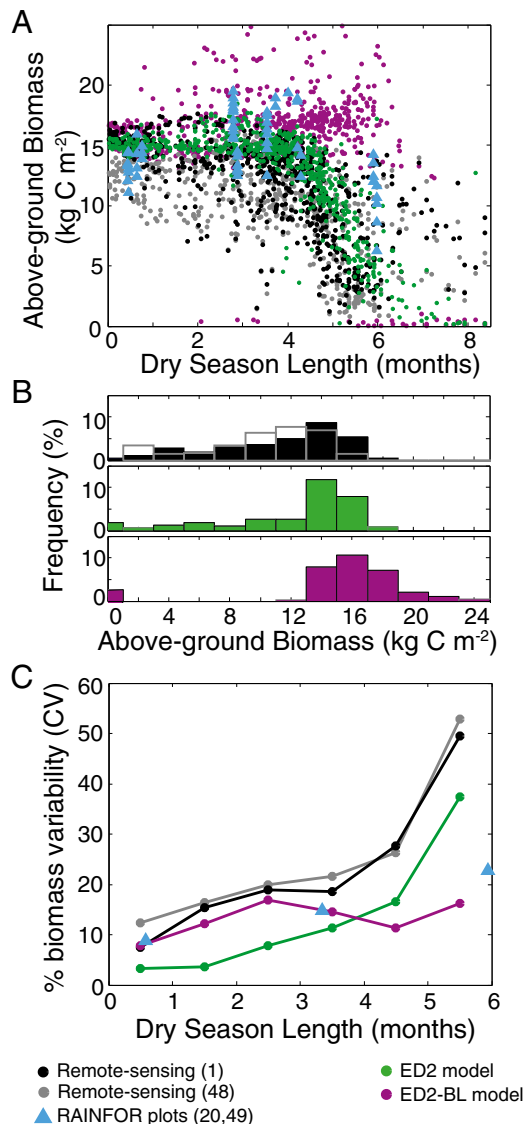 A
Above-ground Biomass
(kg C m-2)
20
15
10
5
0
0 2 4 6 8
Dry Season Length (months)
B
Frequency (%)
10
0
10
0
10
0
0 4 8 12 16 20 24
Above-ground Biomass (kg C m-2)
C
% biomass variability (CV)
60
50
40
30
20
10
0
0 1 2 3 4 5 6
Dry Season Length (months)
Remote-sensing (1)
Remote-sensing (48)
RAINFOR plots (20,49)
ED2 model
ED2-BL model